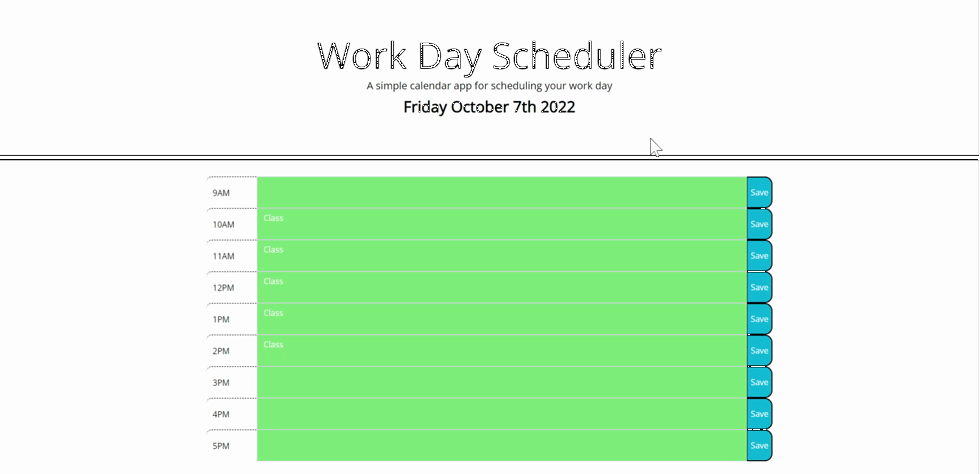 Work Day Scheduler
A simple calendar app for scheduling your work day
Friday October 7th 2022
9AM Save
10AM Class Save
11AM Class Save
12PM Class Save
1PM Class Save
2PM Class Save
3PM Save
4PM Save
5PM Save